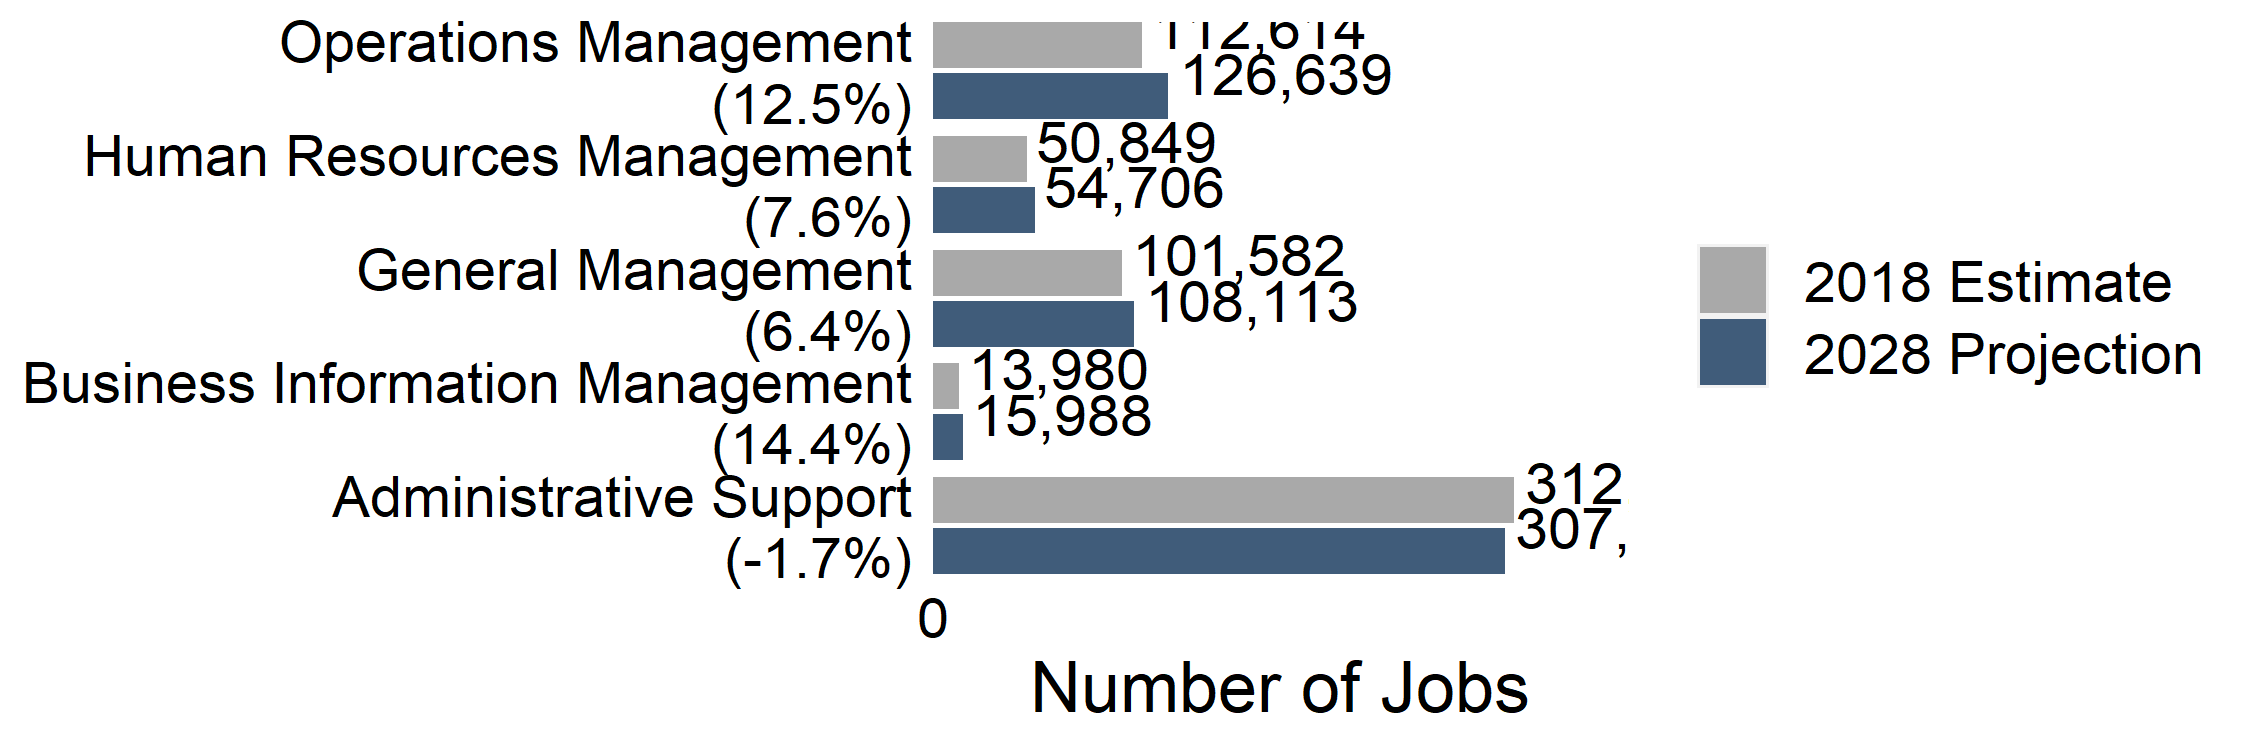 Operations Management
(12.5%)
112,614
126,639
Human Resources Management
(7.6%)
50,849
54,706
General Management
(6.4%)
101,582
108,113
Business Information Management
(14.4%)
13,980
15,988
Administrative Support
(-1.7%)
312
307,
0
Number of Jobs
2018 Estimate
2028 Projection